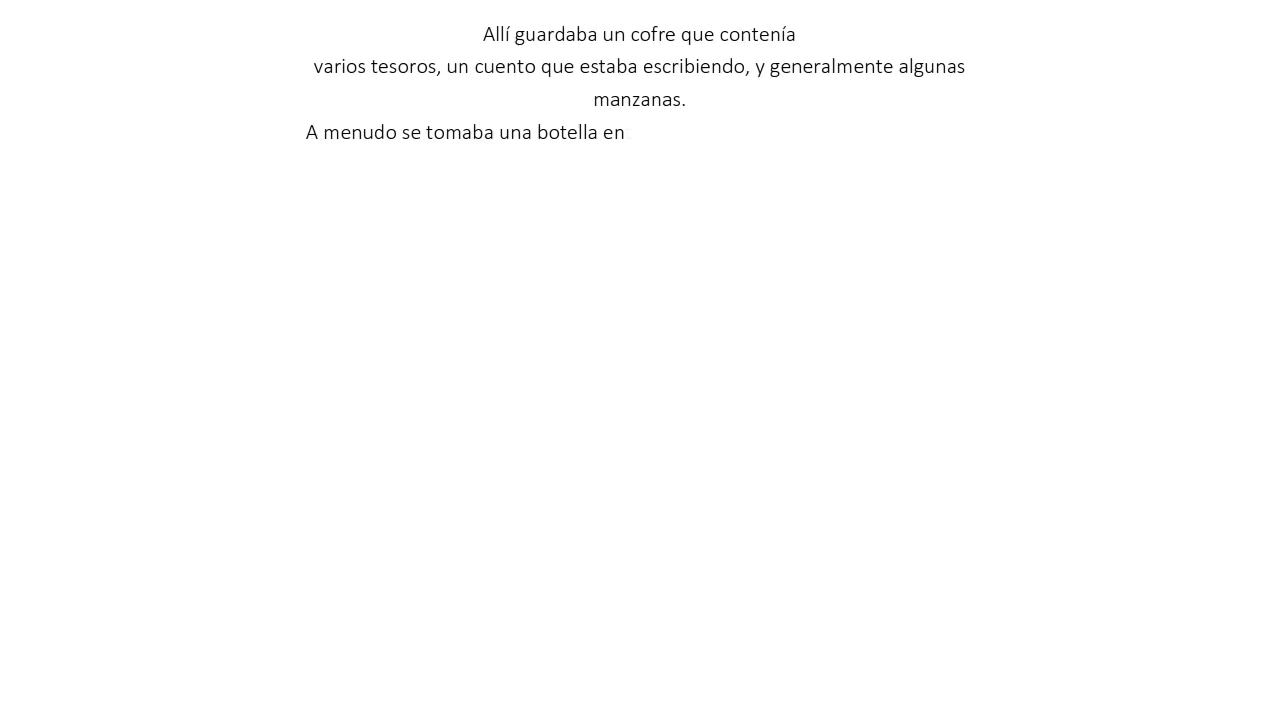 Allí guardaba un cofre que contenía
varios tesoros, un cuento que estaba escribiendo, y generalmente algunas
manzanas.
A menudo se tomaba una botella en